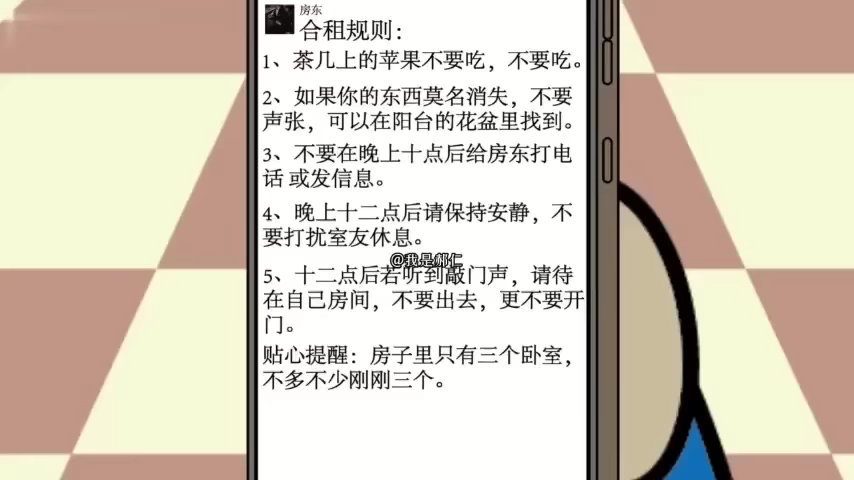 房东
合租规则：
1、茶几上的苹果不要吃，不要吃。
2、如果你的东西莫名消失，不要
声张，可以在阳台的花盆里找到。
3、不要在晚上十点后给房东打电
话 或发信息。
4、晚上十二点后请保持安静，不
要打扰室友休息。
@我是郴仁
5、十二点后若听到敲门声，请待
在自己房间，不要出去，更不要开
门。
贴心提醒：房子里只有三个卧室，
不多不少刚刚三个。